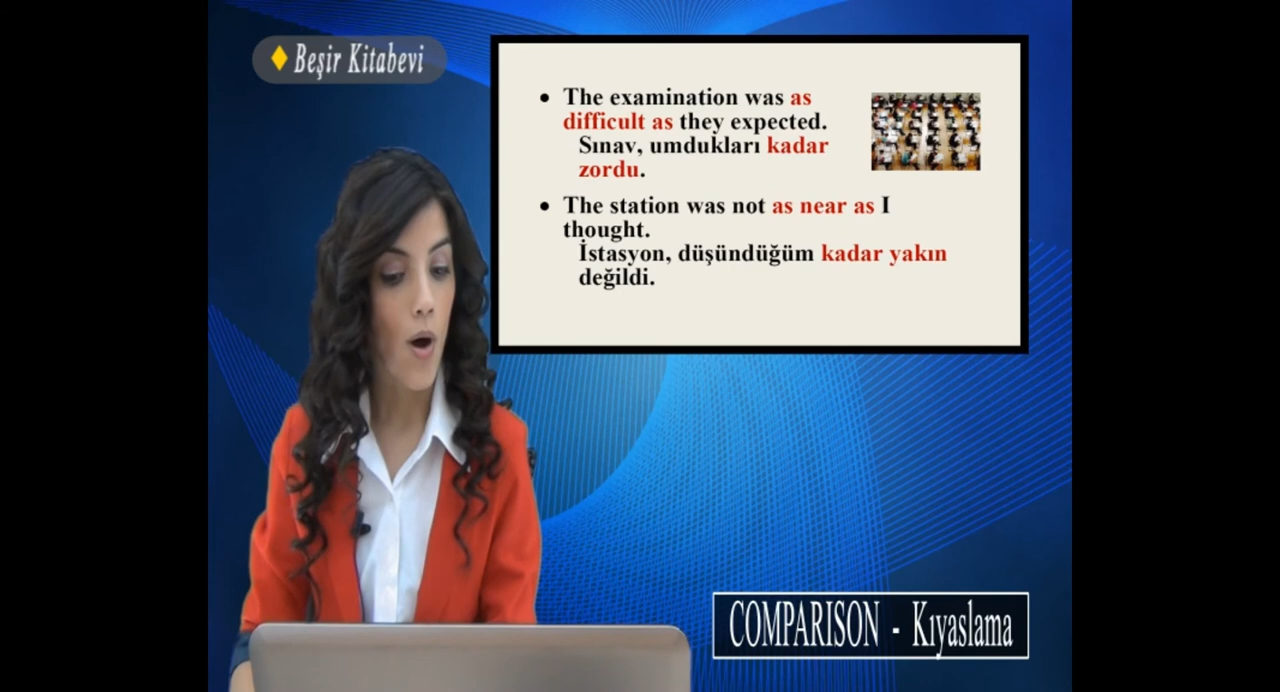 Beşir Kitabevi
The examination was as
difficult as they expected.
Sınav, umdukları kadar
zordu.
The station was not as near as I
thought.
İstasyon, düşündüğüm kadar yakın
değildi.
COMPARISON - Kıyaslama